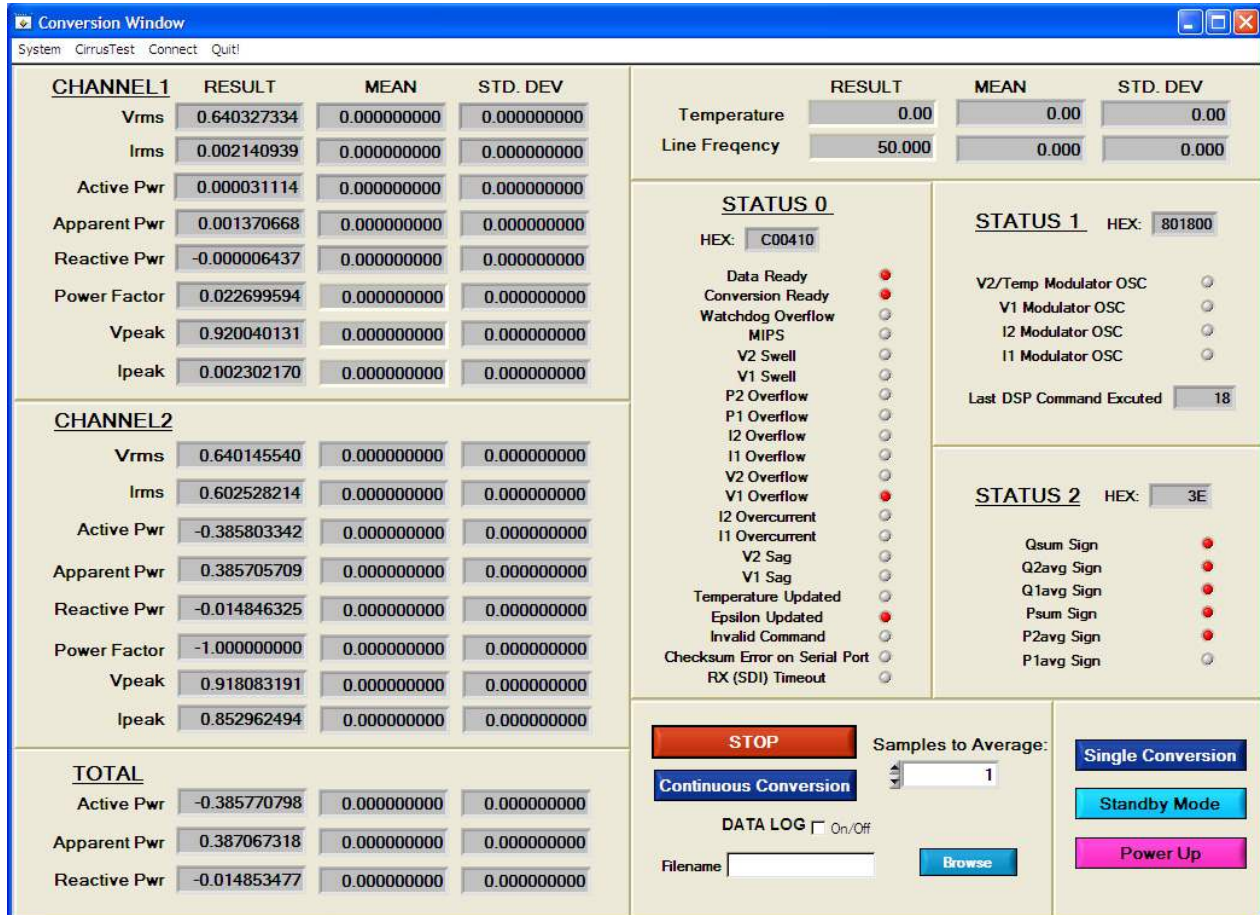 Conversion Window
System CirrusTest Connect Quit!
CHANNEL1 RESULT MEAN STD. DEV
Vrms 0.640327334 0.000000000 0.000000000
Irms 0.002140939 0.000000000 0.000000000
Active Pwr 0.000031114 0.000000000 0.000000000
Apparent Pwr 0.001370668 0.000000000 0.000000000
Reactive Pwr -0.000006437 0.000000000 0.000000000
Power Factor 0.022699594 0.000000000 0.000000000
Vpeak 0.920040131 0.000000000 0.000000000
Ipeak 0.002302170 0.000000000 0.000000000
CHANNEL2
Vrms 0.640145540 0.000000000 0.000000000
Irms 0.602528214 0.000000000 0.000000000
Active Pwr -0.385803342 0.000000000 0.000000000
Apparent Pwr 0.385705709 0.000000000 0.000000000
Reactive Pwr -0.014846325 0.000000000 0.000000000
Power Factor -1.000000000 0.000000000 0.000000000
Vpeak 0.918083191 0.000000000 0.000000000
Ipeak 0.852962494 0.000000000 0.000000000
TOTAL
Active Pwr -0.385770798 0.000000000 0.000000000
Apparent Pwr 0.387067318 0.000000000 0.000000000
Reactive Pwr -0.014853477 0.000000000 0.000000000
RESULT MEAN STD. DEV
Temperature 0.00 0.00 0.00
Line Freqency 50.000 0.000 0.000
STATUS 0
HEX: C00410
Data Ready
Conversion Ready
Watchdog Overflow
MIPS
V2 Swell
V1 Swell
P2 Overflow
P1 Overflow
I2 Overflow
I1 Overflow
V2 Overflow
V1 Overflow
I2 Overcurrent
I1 Overcurrent
V2 Sag
V1 Sag
Temperature Updated
Epsilon Updated
Invalid Command
Checksum Error on Serial Port
RX (SDI) Timeout
STATUS 1 HEX: 801800
V2/Temp Modulator OSC
V1 Modulator OSC
I2 Modulator OSC
I1 Modulator OSC
Last DSP Command Excuted 18
STATUS 2 HEX: 3E
Qsum Sign
Q2avg Sign
Q1avg Sign
Psum Sign
P2avg Sign
P1avg Sign
STOP
Continuous Conversion
Samples to Average:
1
DATA LOG On/Off
Filename Browse
Single Conversion
Standby Mode
Power Up